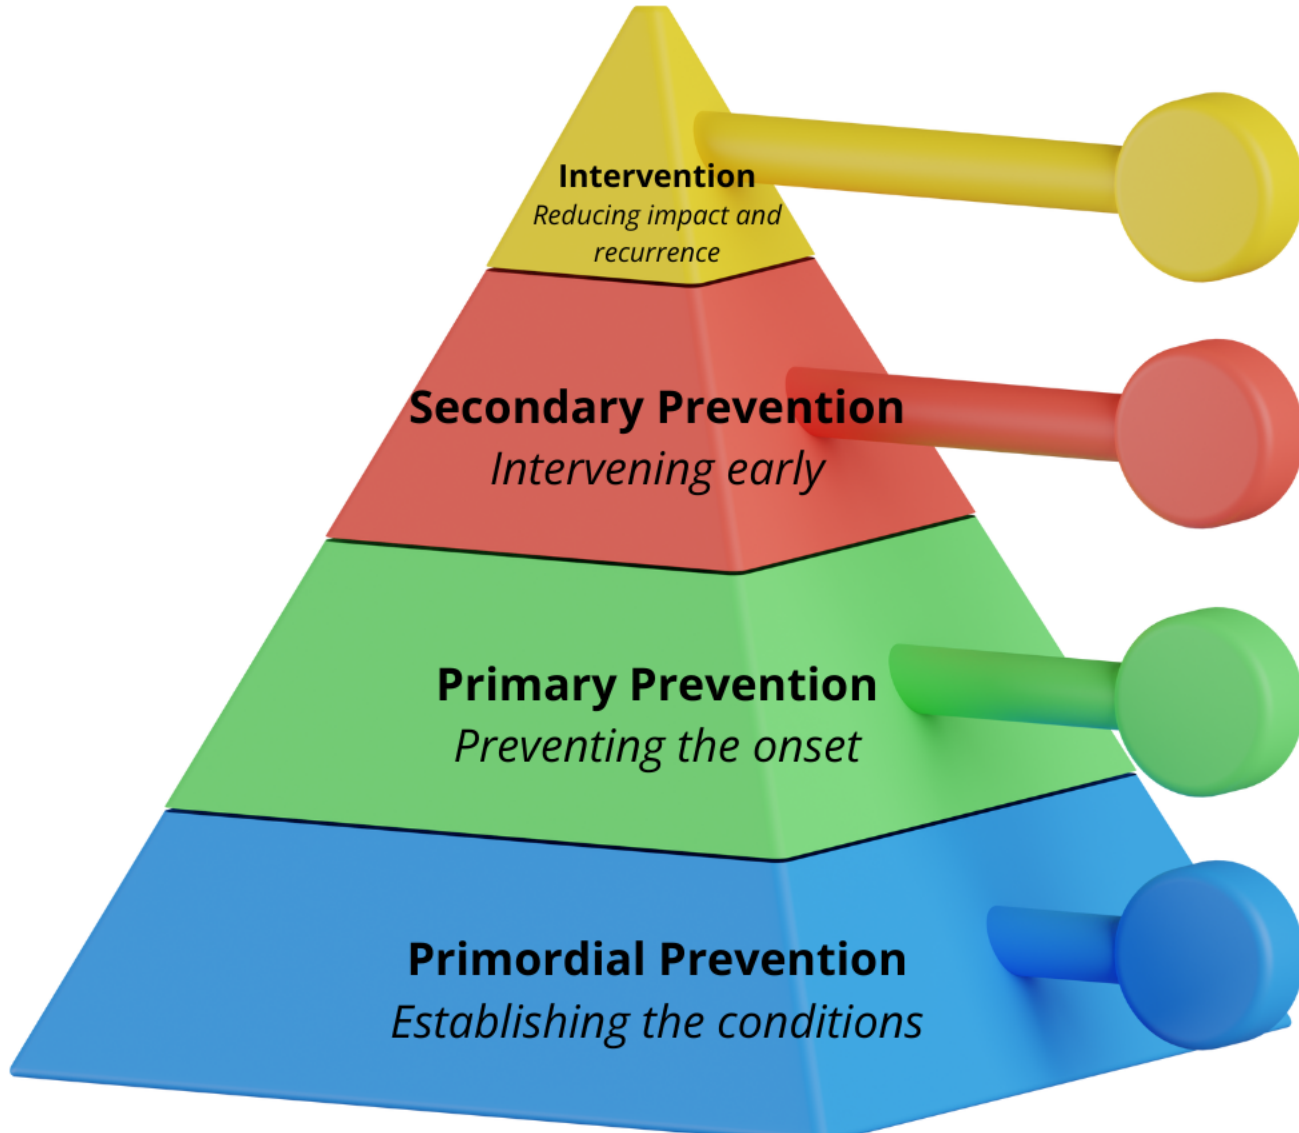 Intervention
Reducing impact and
recurrence
Secondary Prevention
Intervening early
Primary Prevention
Preventing the onset
Primordial Prevention
Establishing the conditions